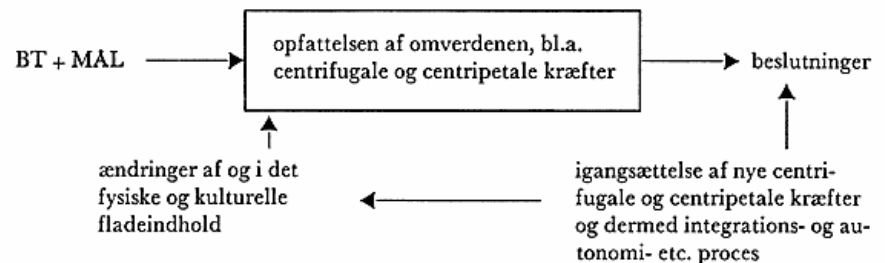 BT + MÅL
opfattelsen af omverdenen, bl.a.
centrifugale og centripetale kræfter
beslutninger
ændringer af og i det
fysiske og kulturelle
fladeindhold
igangsættelse af nye centri-
fugale og centripetale kræfter
og dermed integrations- og au-
tonomi- etc. proces